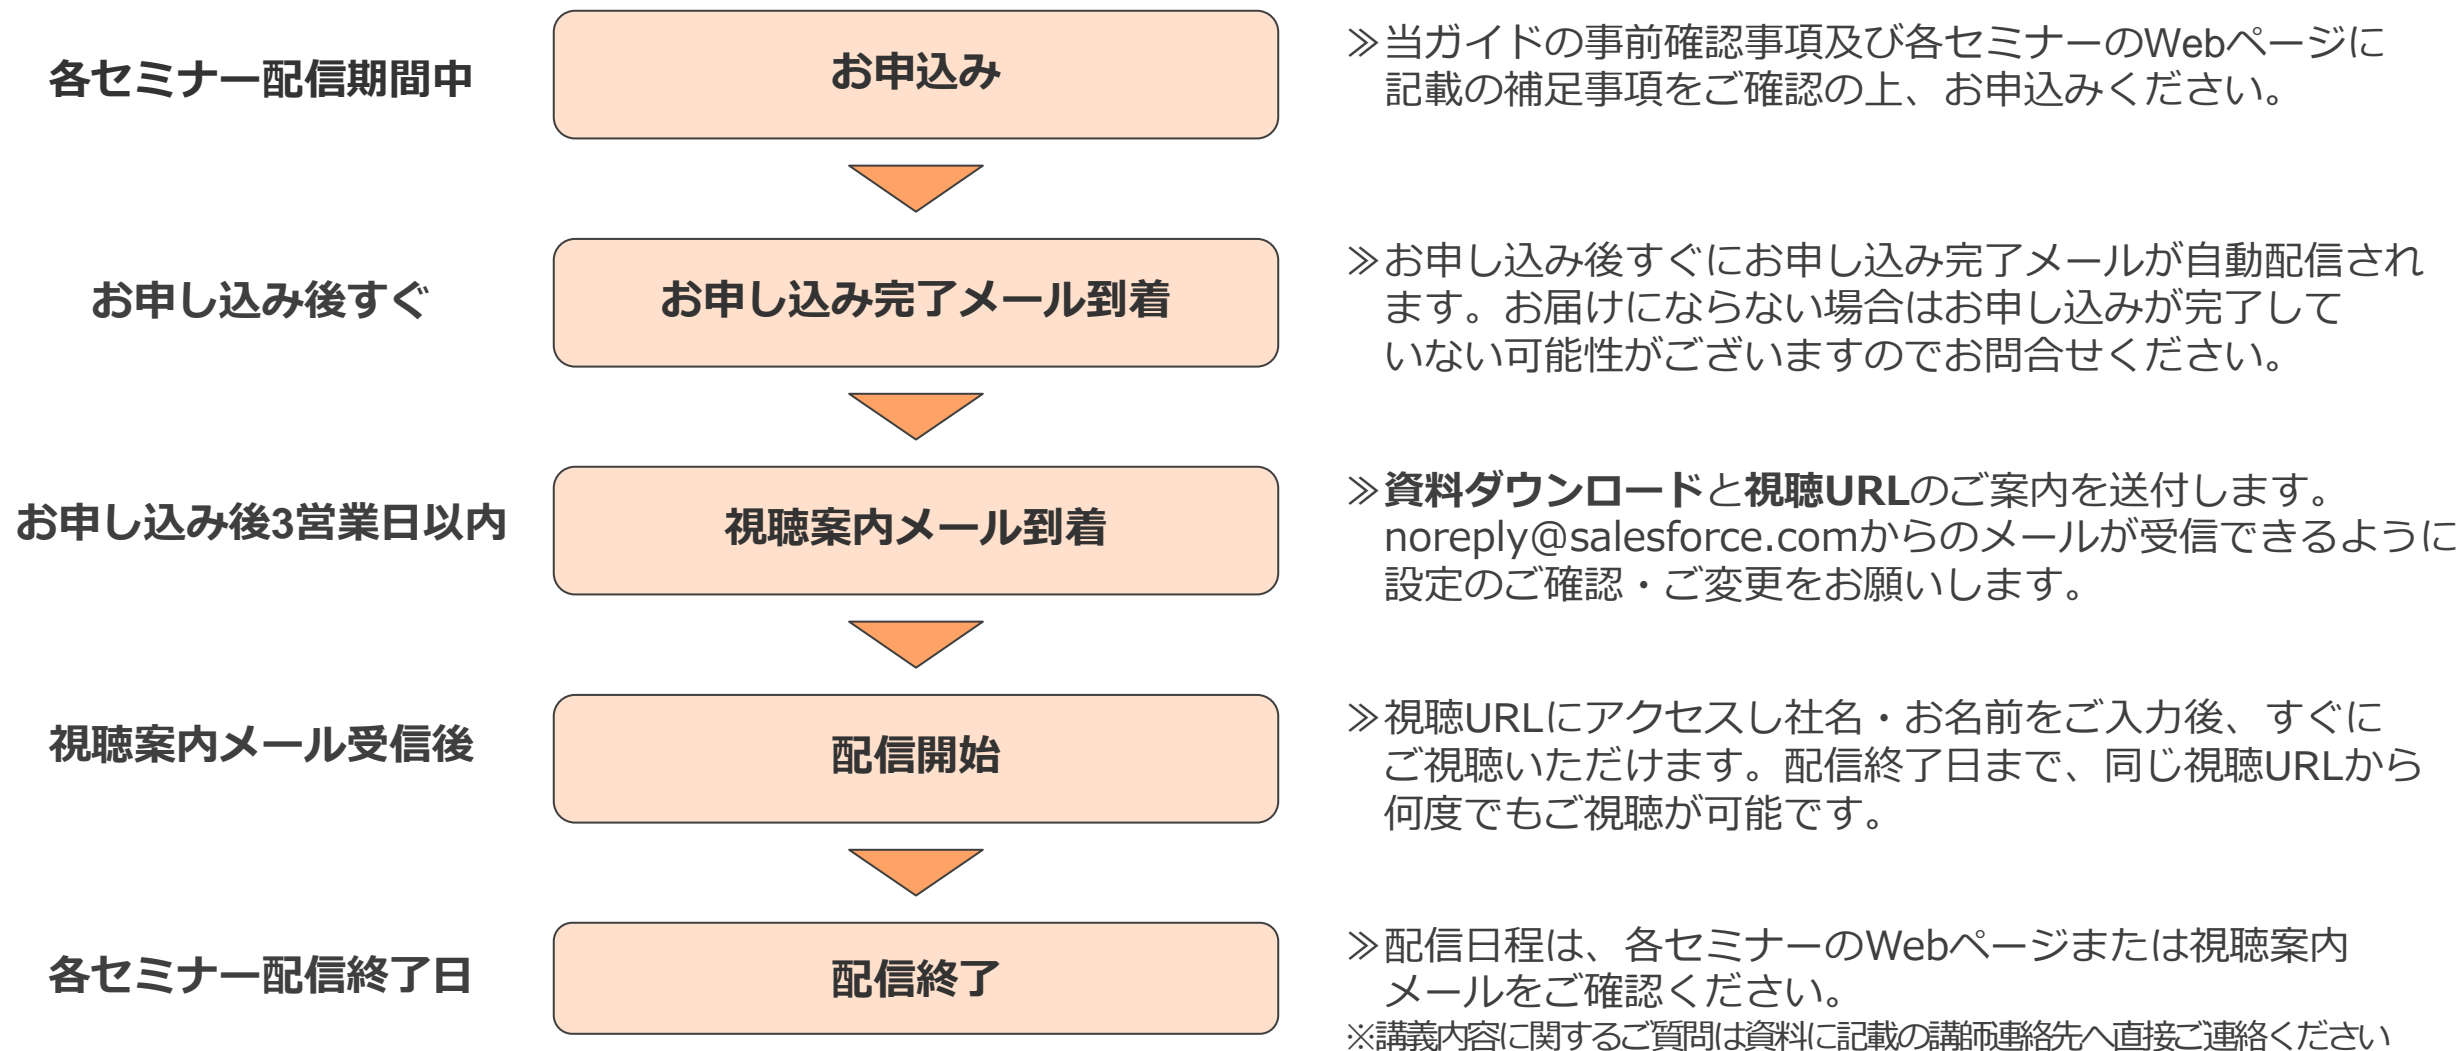 各セミナー配信期間中
お申込み
≫当ガイドの事前確認事項及び各セミナーのWebページに
記載の補足事項をご確認の上、お申込みください。
お申し込み後すぐ
お申し込み完了メール到着
≫お申し込み後すぐにお申し込み完了メールが自動配信され
ます。お届けにならない場合はお申し込みが完了して
いない可能性がございますのでお問合せください。
お申し込み後3営業日以内
視聴案内メール到着
≫資料ダウンロードと視聴URLのご案内を送付します。
noreply@salesforce.comからのメールが受信できるように
設定のご確認・ご変更をお願いします。
視聴案内メール受信後
配信開始
≫視聴URLにアクセスし社名・お名前をご入力後、すぐに
ご視聴いただけます。配信終了日まで、同じ視聴URLから
何度でもご視聴が可能です。
各セミナー配信終了日
配信終了
≫配信日程は、各セミナーのWebページまたは視聴案内
メールをご確認ください。
※講義内容に関するご質問は資料に記載の講師連絡先へ直接ご連絡ください